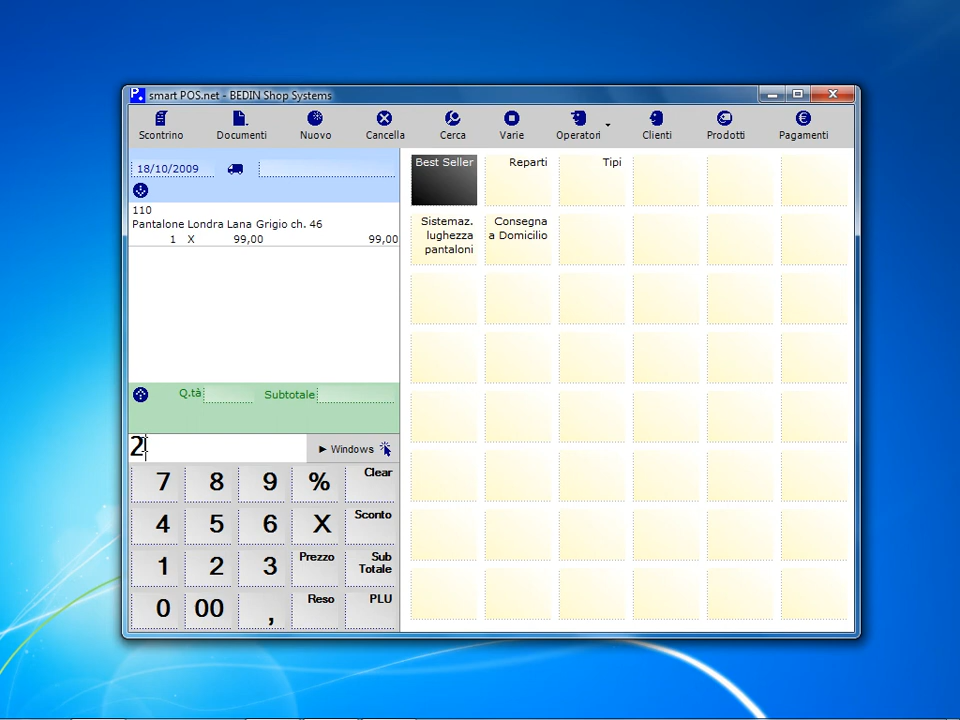 P. smart POS.net - BEDIN Shop Systems
Scontrino Documenti Nuovo Cancella Cerca Varie Operatori Clienti Prodotti Pagamenti
18/10/2009
110
Pantalone Londra Lana Grigio ch. 46
1 X 99,00 99,00
Q.tà Subtotale
2
► Windows
7 8 9 % Clear
4 5 6 X Sconto
1 2 3 Prezzo Sub
Totale
0 00 , Reso PLU
Best Seller Reparti Tipi
Sistemaz.
lughezza
pantaloni
Consegna
a Domicilio